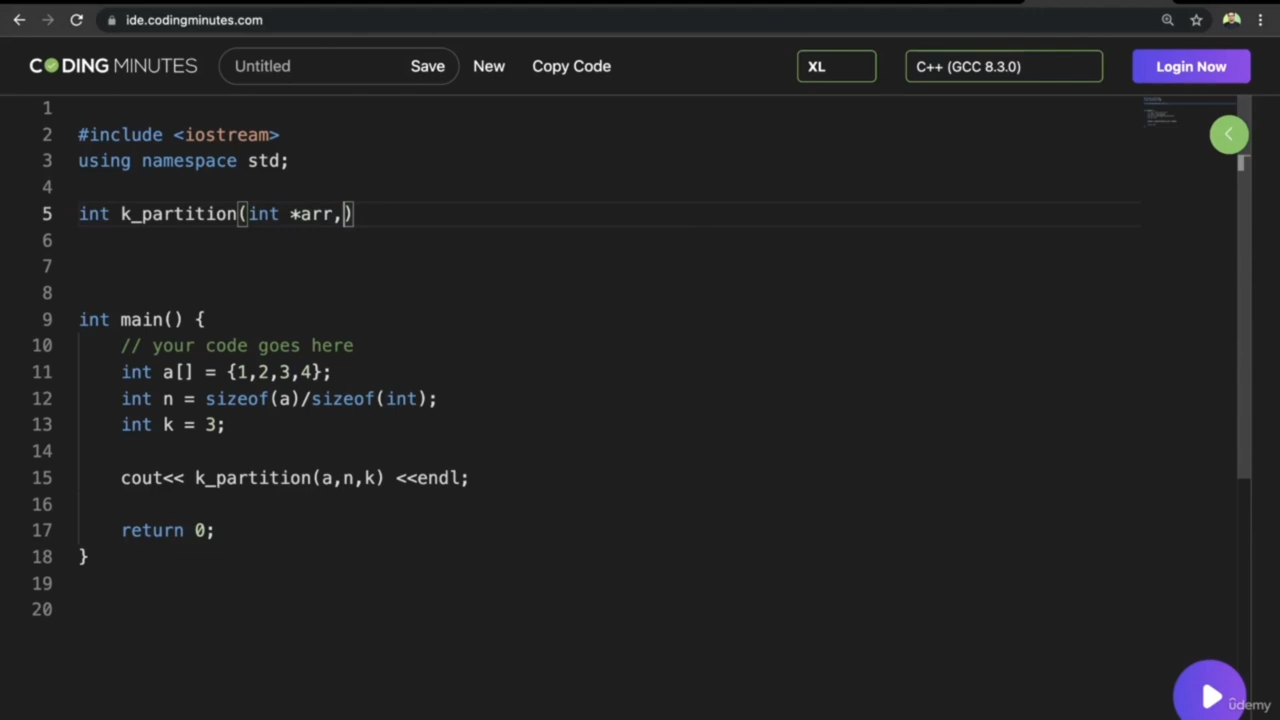 ide.codingminutes.com
CODING MINUTES Untitled Save New Copy Code XL C++ (GCC 8.3.0) Login Now
1
2 #include <iostream>
3 using namespace std;
4
5 int k_partition(int *arr,)
6
7
8
9 int main() {
10 // your code goes here
11 int a[] = {1,2,3,4};
12 int n = sizeof(a)/sizeof(int);
13 int k = 3;
14
15 cout<< k_partition(a,n,k) <<endl;
16
17 return 0;
18 }
19
20
ûdemy